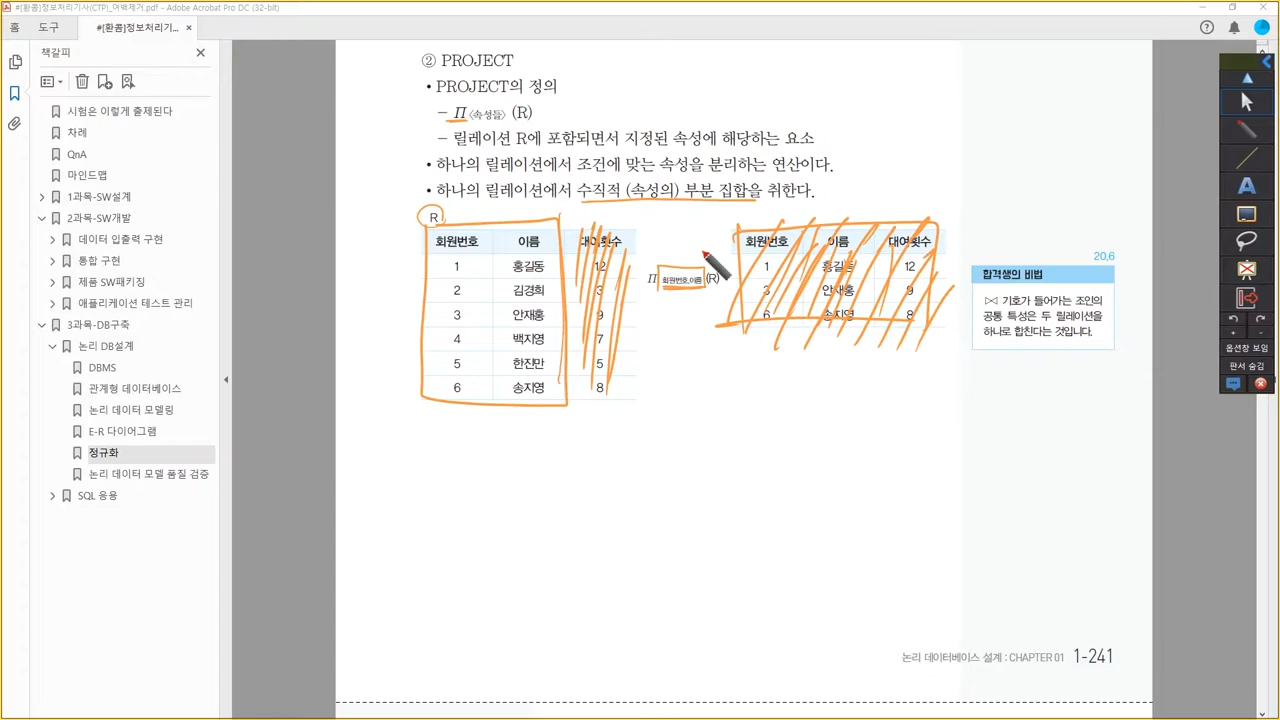 #[환콤]정보처리기사(CTP)_여백제거.pdf - Adobe Acrobat Pro DC (32-bit)
홈 도구 #[환콤]정보처리기... ×
책갈피
시험은 이렇게 출제된다
차례
QnA
마인드맵
1과목-SW설계
2과목-SW개발
데이터 입출력 구현
통합 구현
제품 SW패키징
애플리케이션 테스트 관리
3과목-DB구축
논리 DB설계
DBMS
관계형 데이터베이스
논리 데이터 모델링
E-R 다이어그램
정규화
논리 데이터 모델 품질 검증
SQL 응용
② PROJECT
• PROJECT의 정의
– Π〈속성들〉 (R)
– 릴레이션 R에 포함되면서 지정된 속성에 해당하는 요소
• 하나의 릴레이션에서 조건에 맞는 속성을 분리하는 연산이다.
• 하나의 릴레이션에서 수직적 (속성의) 부분 집합을 취한다.
R
회원번호 이름 대여횟수
1 홍길동 12
2 김경희 3
3 안재홍 9
4 백지영 7
5 한진만 5
6 송지영 8
Π 회원번호,이름 (R)
회원번호 이름 대여횟수
1 홍길동 12
3 안재홍 9
6 송지영 8
20,6
합격생의 비법
▷◁ 기호가 들어가는 조인의
공통 특성은 두 릴레이션을
하나로 합친다는 것입니다.
논리 데이터베이스 설계 : CHAPTER 01 1-241
A
옵션창 보임
판서 숨김